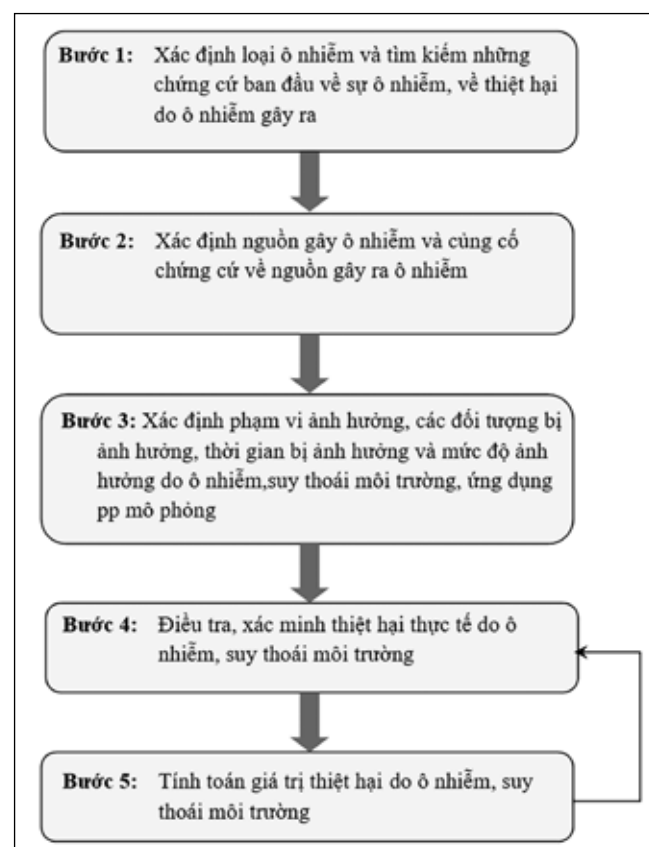 Bước 1: Xác định loại ô nhiễm và tìm kiếm những
chứng cứ ban đầu về sự ô nhiễm, về thiệt hại
do ô nhiễm gây ra
Bước 2: Xác định nguồn gây ô nhiễm và củng cố
chứng cứ về nguồn gây ra ô nhiễm
Bước 3: Xác định phạm vi ảnh hưởng, các đối tượng bị
ảnh hưởng, thời gian bị ảnh hưởng và mức độ ảnh
hưởng do ô nhiễm,suy thoái môi trường, ứng dụng
pp mô phỏng
Bước 4: Điều tra, xác minh thiệt hại thực tế do ô
nhiễm, suy thoái môi trường
Bước 5: Tính toán giá trị thiệt hại do ô nhiễm, suy
thoái môi trường